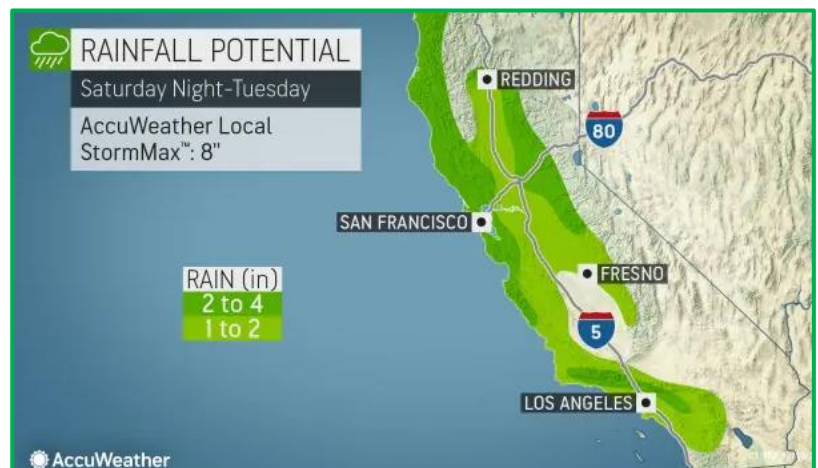 RAINFALL POTENTIAL
Saturday Night-Tuesday
AccuWeather Local
StormMax™: 8"
REDDING
80
SAN FRANCISCO
FRESNO
RAIN (in)
2 to 4
1 to 2
5
LOS ANGELES
AccuWeather